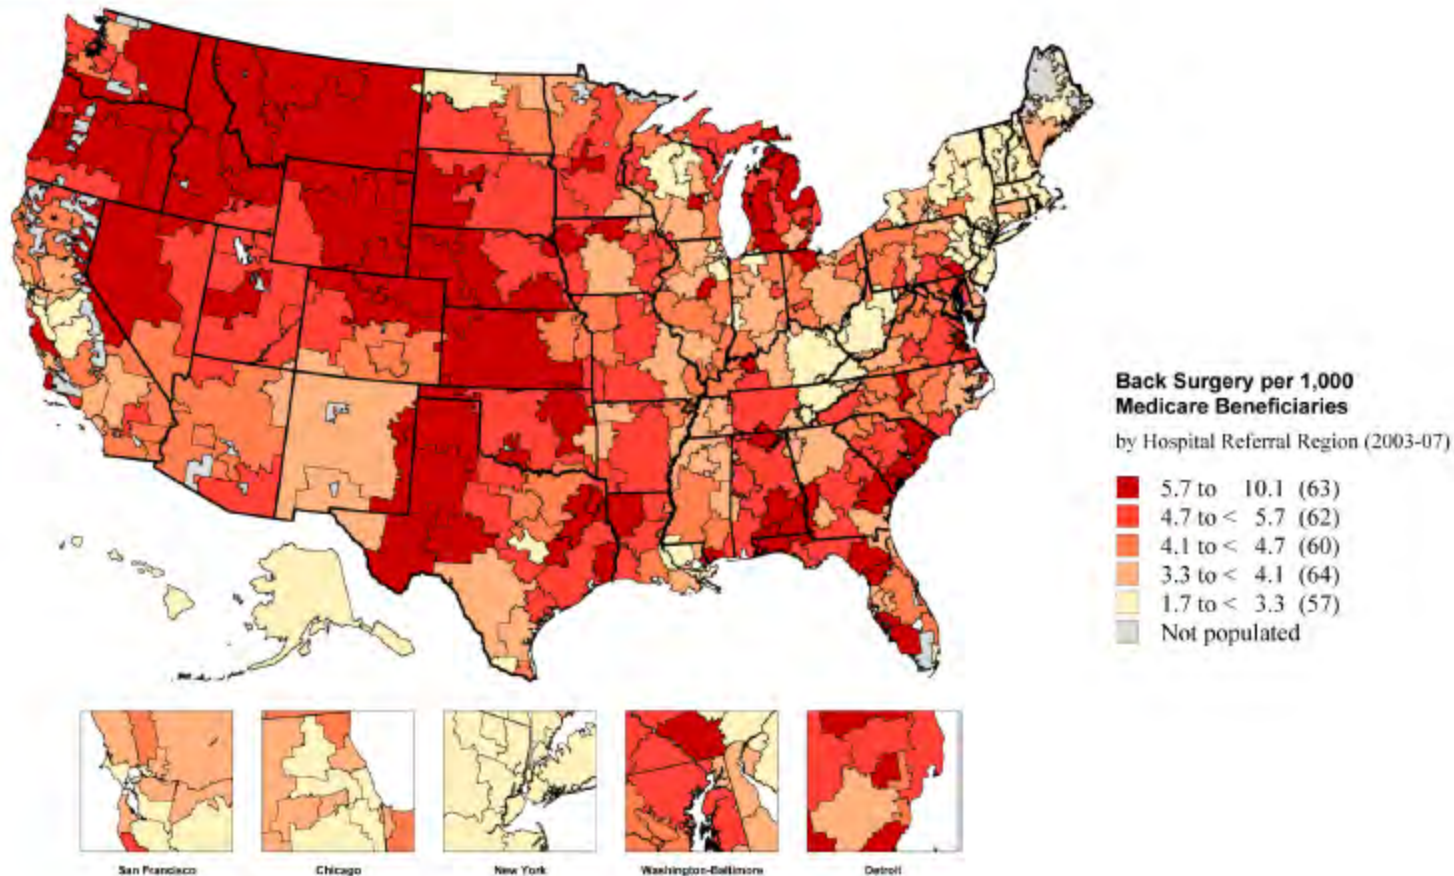 Back Surgery per 1,000
Medicare Beneficiaries
by Hospital Referral Region (2003-07)
5.7 to 10.1 (63)
4.7 to < 5.7 (62)
4.1 to < 4.7 (60)
3.3 to < 4.1 (64)
1.7 to < 3.3 (57)
Not populated
San Francisco
Chicago
New York
Washington-Baltimore
Detroit